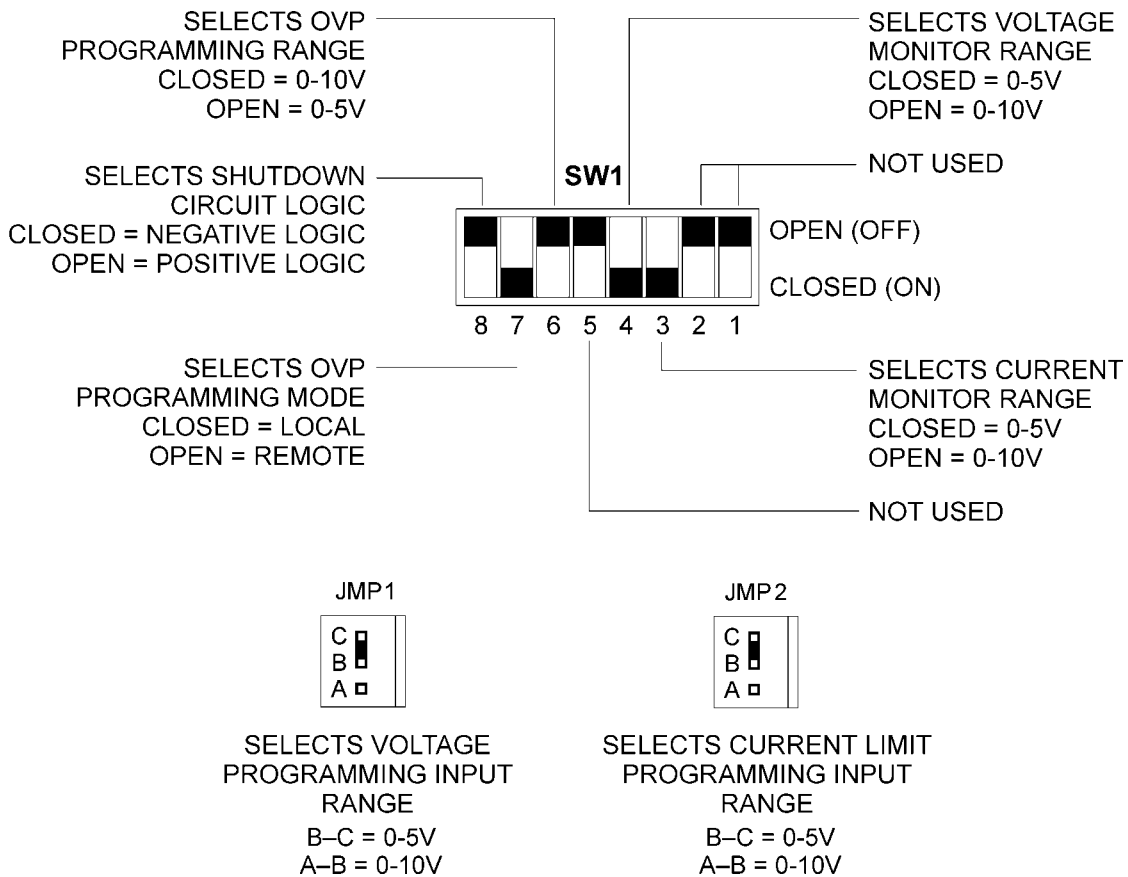 SELECTS OVP
PROGRAMMING RANGE
CLOSED = 0-10V
OPEN = 0-5V
SELECTS VOLTAGE
MONITOR RANGE
CLOSED = 0-5V
OPEN = 0-10V
SELECTS SHUTDOWN
CIRCUIT LOGIC
CLOSED = NEGATIVE LOGIC
OPEN = POSITIVE LOGIC
SW1
NOT USED
OPEN (OFF)
CLOSED (ON)
8 7 6 5 4 3 2 1
SELECTS OVP
PROGRAMMING MODE
CLOSED = LOCAL
OPEN = REMOTE
SELECTS CURRENT
MONITOR RANGE
CLOSED = 0-5V
OPEN = 0-10V
NOT USED
JMP1
C
B
A
SELECTS VOLTAGE
PROGRAMMING INPUT
RANGE
B–C = 0-5V
A–B = 0-10V
JMP2
C
B
A
SELECTS CURRENT LIMIT
PROGRAMMING INPUT
RANGE
B–C = 0-5V
A–B = 0-10V